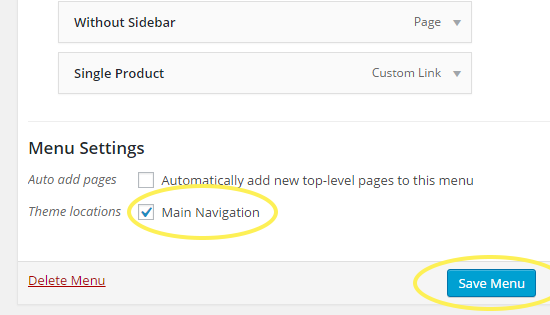 Without Sidebar Page
Single Product Custom Link
Menu Settings
Auto add pages Automatically add new top-level pages to this menu
Theme locations Main Navigation
Delete Menu Save Menu